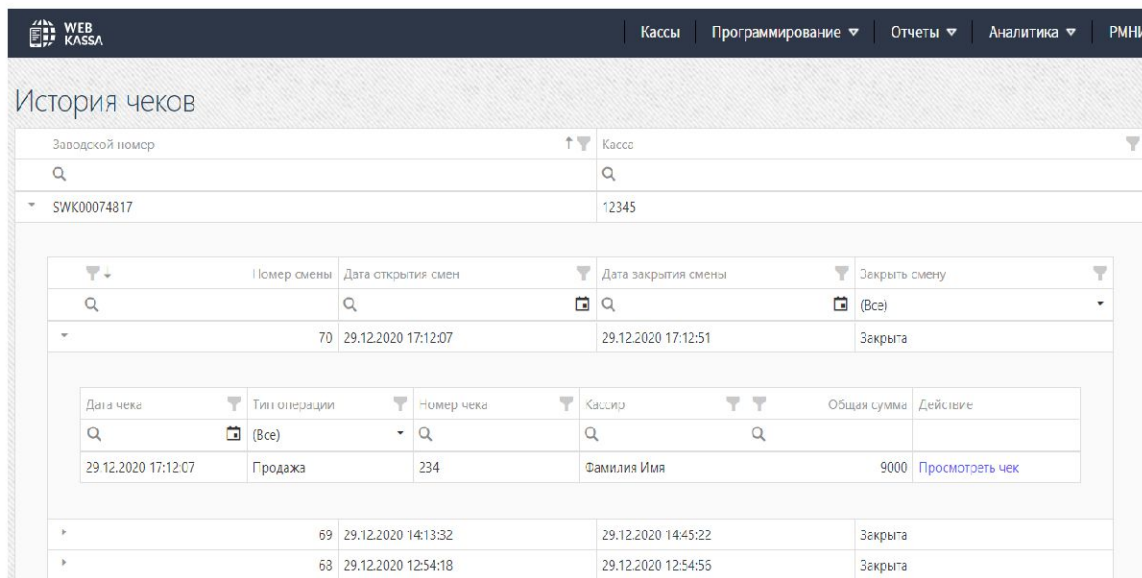 WEB
KASSA
Кассы Программирование Отчеты Аналитика РМНИ
История чеков
Заводской номер Касса
SWK00074817 12345
Номер смены Дата открытия смен Дата закрытия смены Закрыть смену
(Все)
70 29.12.2020 17:12:07 29.12.2020 17:12:51 Закрыта
Дата чека Тип операции Номер чека Кассир Общая сумма Действие
(Все)
29.12.2020 17:12:07 Продажа 234 Фамилия Имя 9000 Просмотреть чек
69 29.12.2020 14:13:32 29.12.2020 14:45:22 Закрыта
68 29.12.2020 12:54:18 29.12.2020 12:54:56 Закрыта